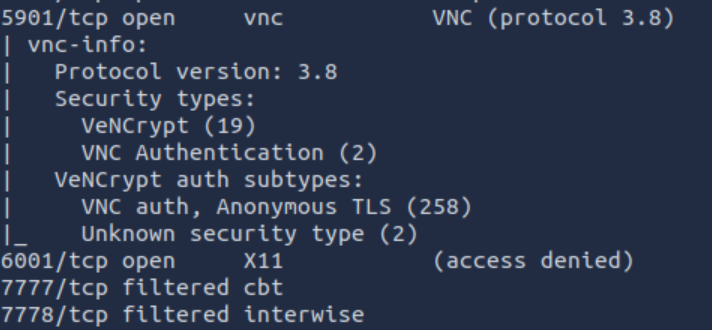 5901/tcp open     vnc           VNC (protocol 3.8)
| vnc-info:
|   Protocol version: 3.8
|   Security types:
|     VeNCrypt (19)
|     VNC Authentication (2)
|   VeNCrypt auth subtypes:
|     VNC auth, Anonymous TLS (258)
|_    Unknown security type (2)
6001/tcp open     X11           (access denied)
7777/tcp filtered cbt
7778/tcp filtered interwise